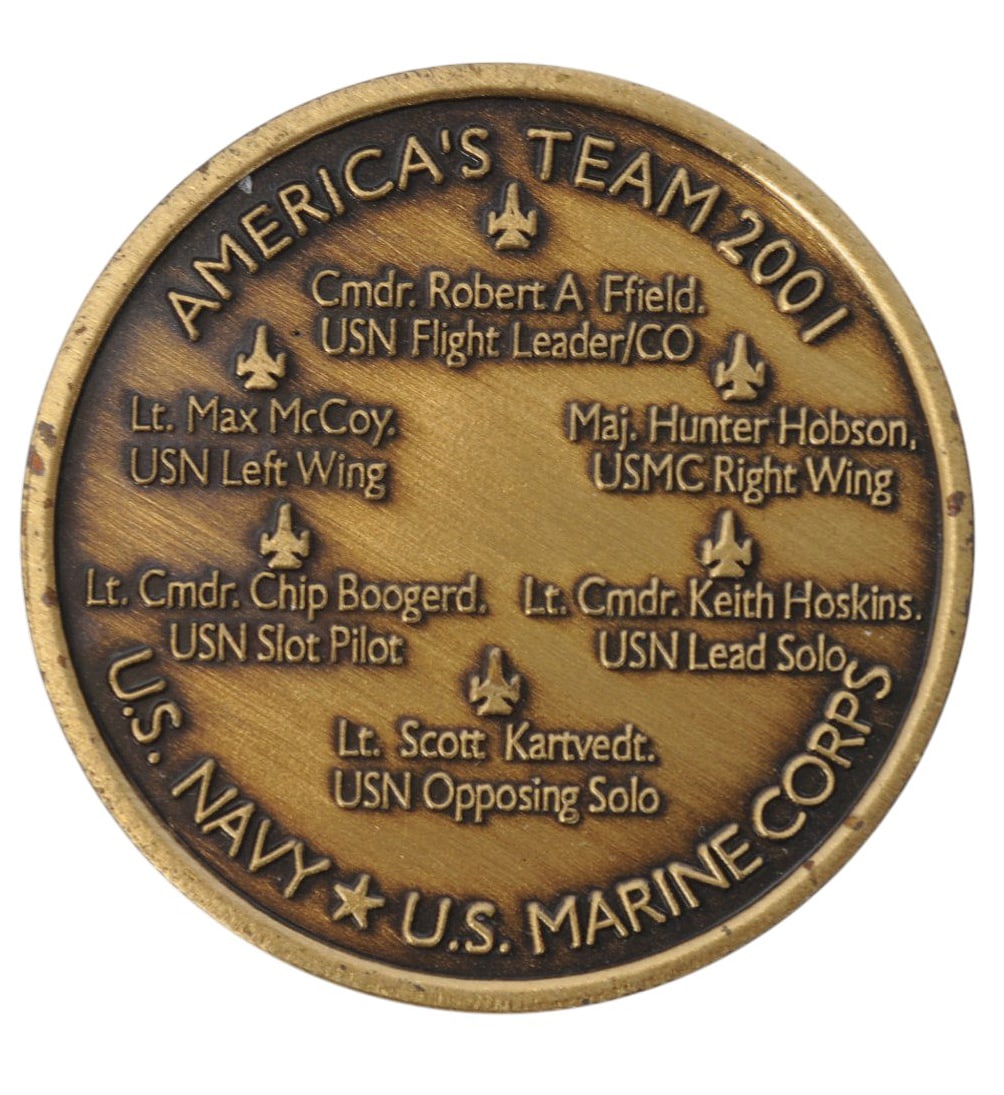 AMERICA'S TEAM 2001
Cmdr. Robert A Ffield.
USN Flight Leader/CO
Lt. Max McCoy.
USN Left Wing
Maj. Hunter Hobson,
USMC Right Wing
Lt. Cmdr. Chip Boogerd.
USN Slot Pilot
Lt. Cmdr. Keith Hoskins.
USN Lead Solo
Lt. Scott Kartvedt.
USN Opposing Solo
U.S. NAVY ★ U.S. MARINE CORPS